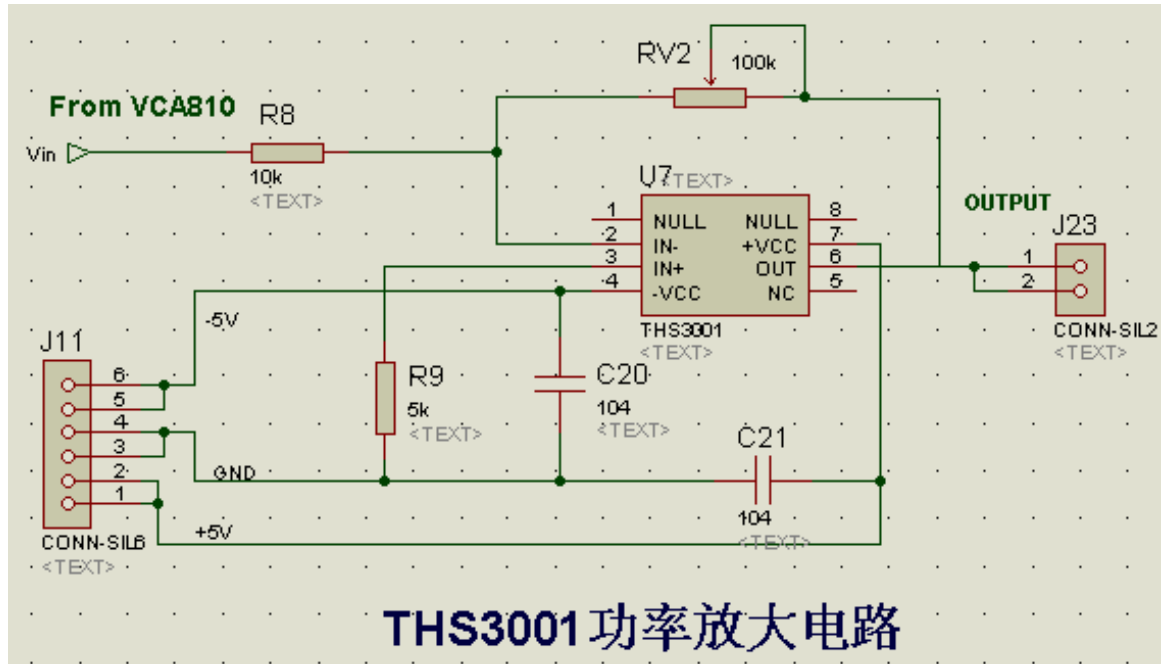 RV2
100k
From VCA810
R8
Vin
10k
<TEXT>
U7
<TEXT>
1 NULL NULL 8
2 IN- +VCC 7
3 IN+ OUT 6
4 -VCC NC 5
THS3001
<TEXT>
OUTPUT
J23
1
2
CONN-SIL2
<TEXT>
-5V
J11
6
5
4
3
2
1
CONN-SIL6
<TEXT>
R9
5k
<TEXT>
C20
104
<TEXT>
C21
104
<TEXT>
GND
+5V
THS3001功率放大电路